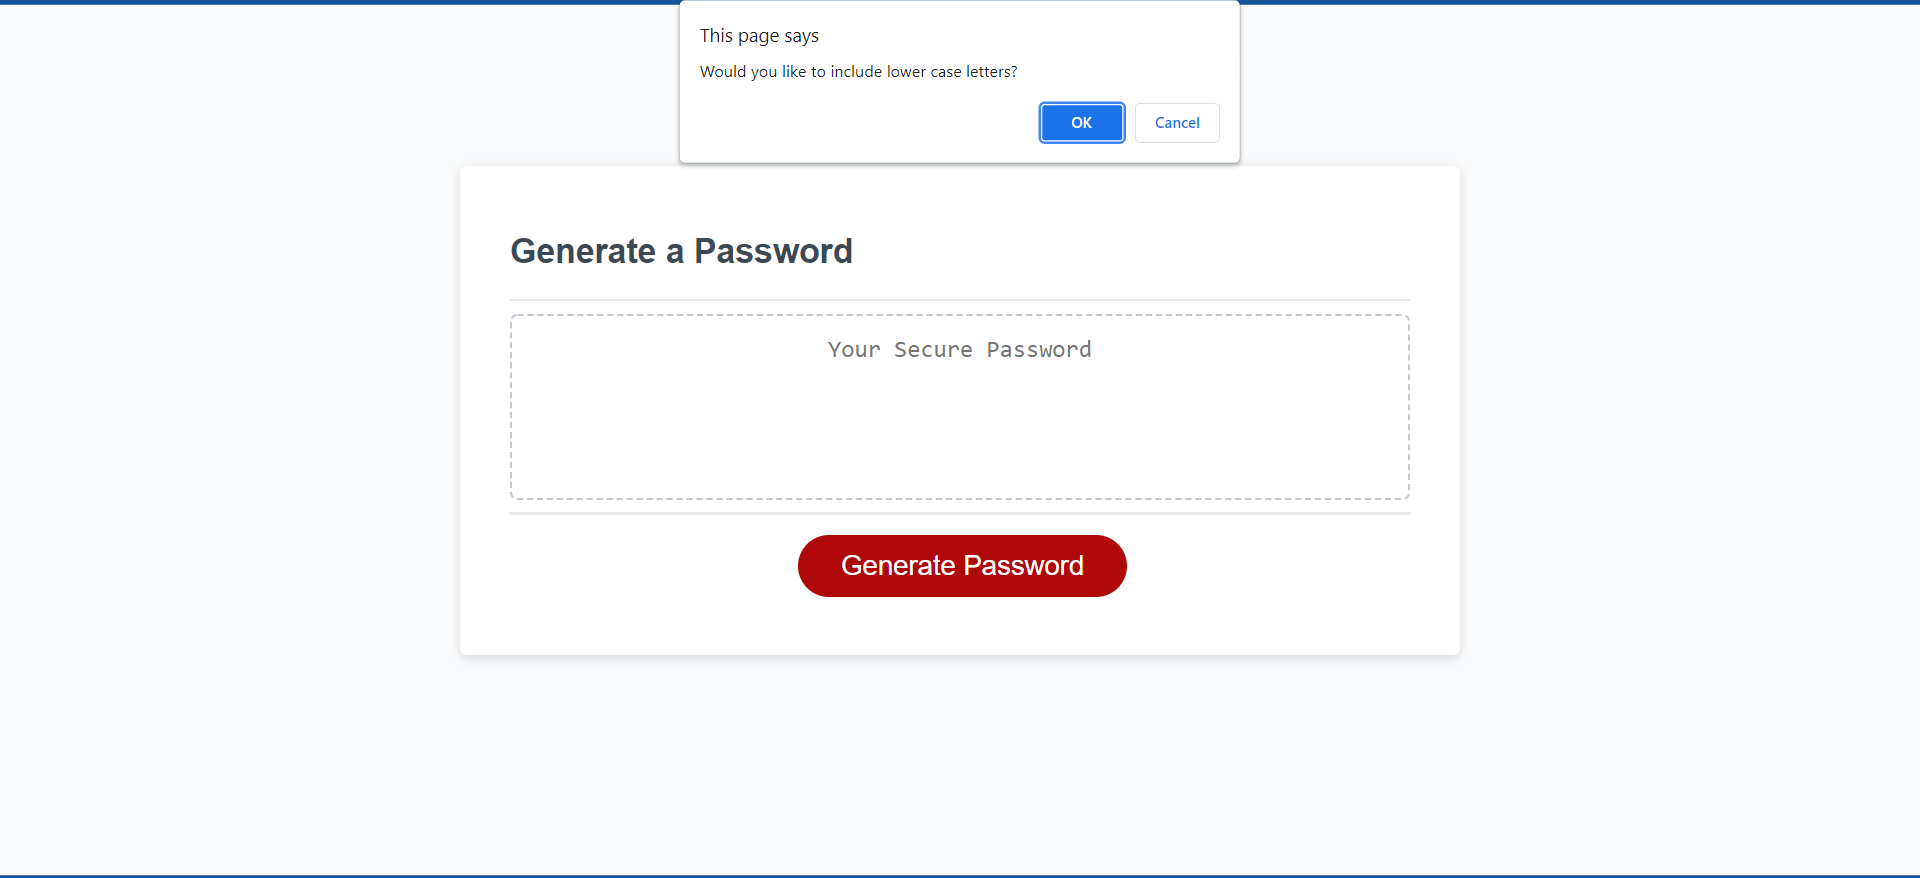 This page says
Would you like to include lower case letters?
OK Cancel
Generate a Password
Your Secure Password
Generate Password